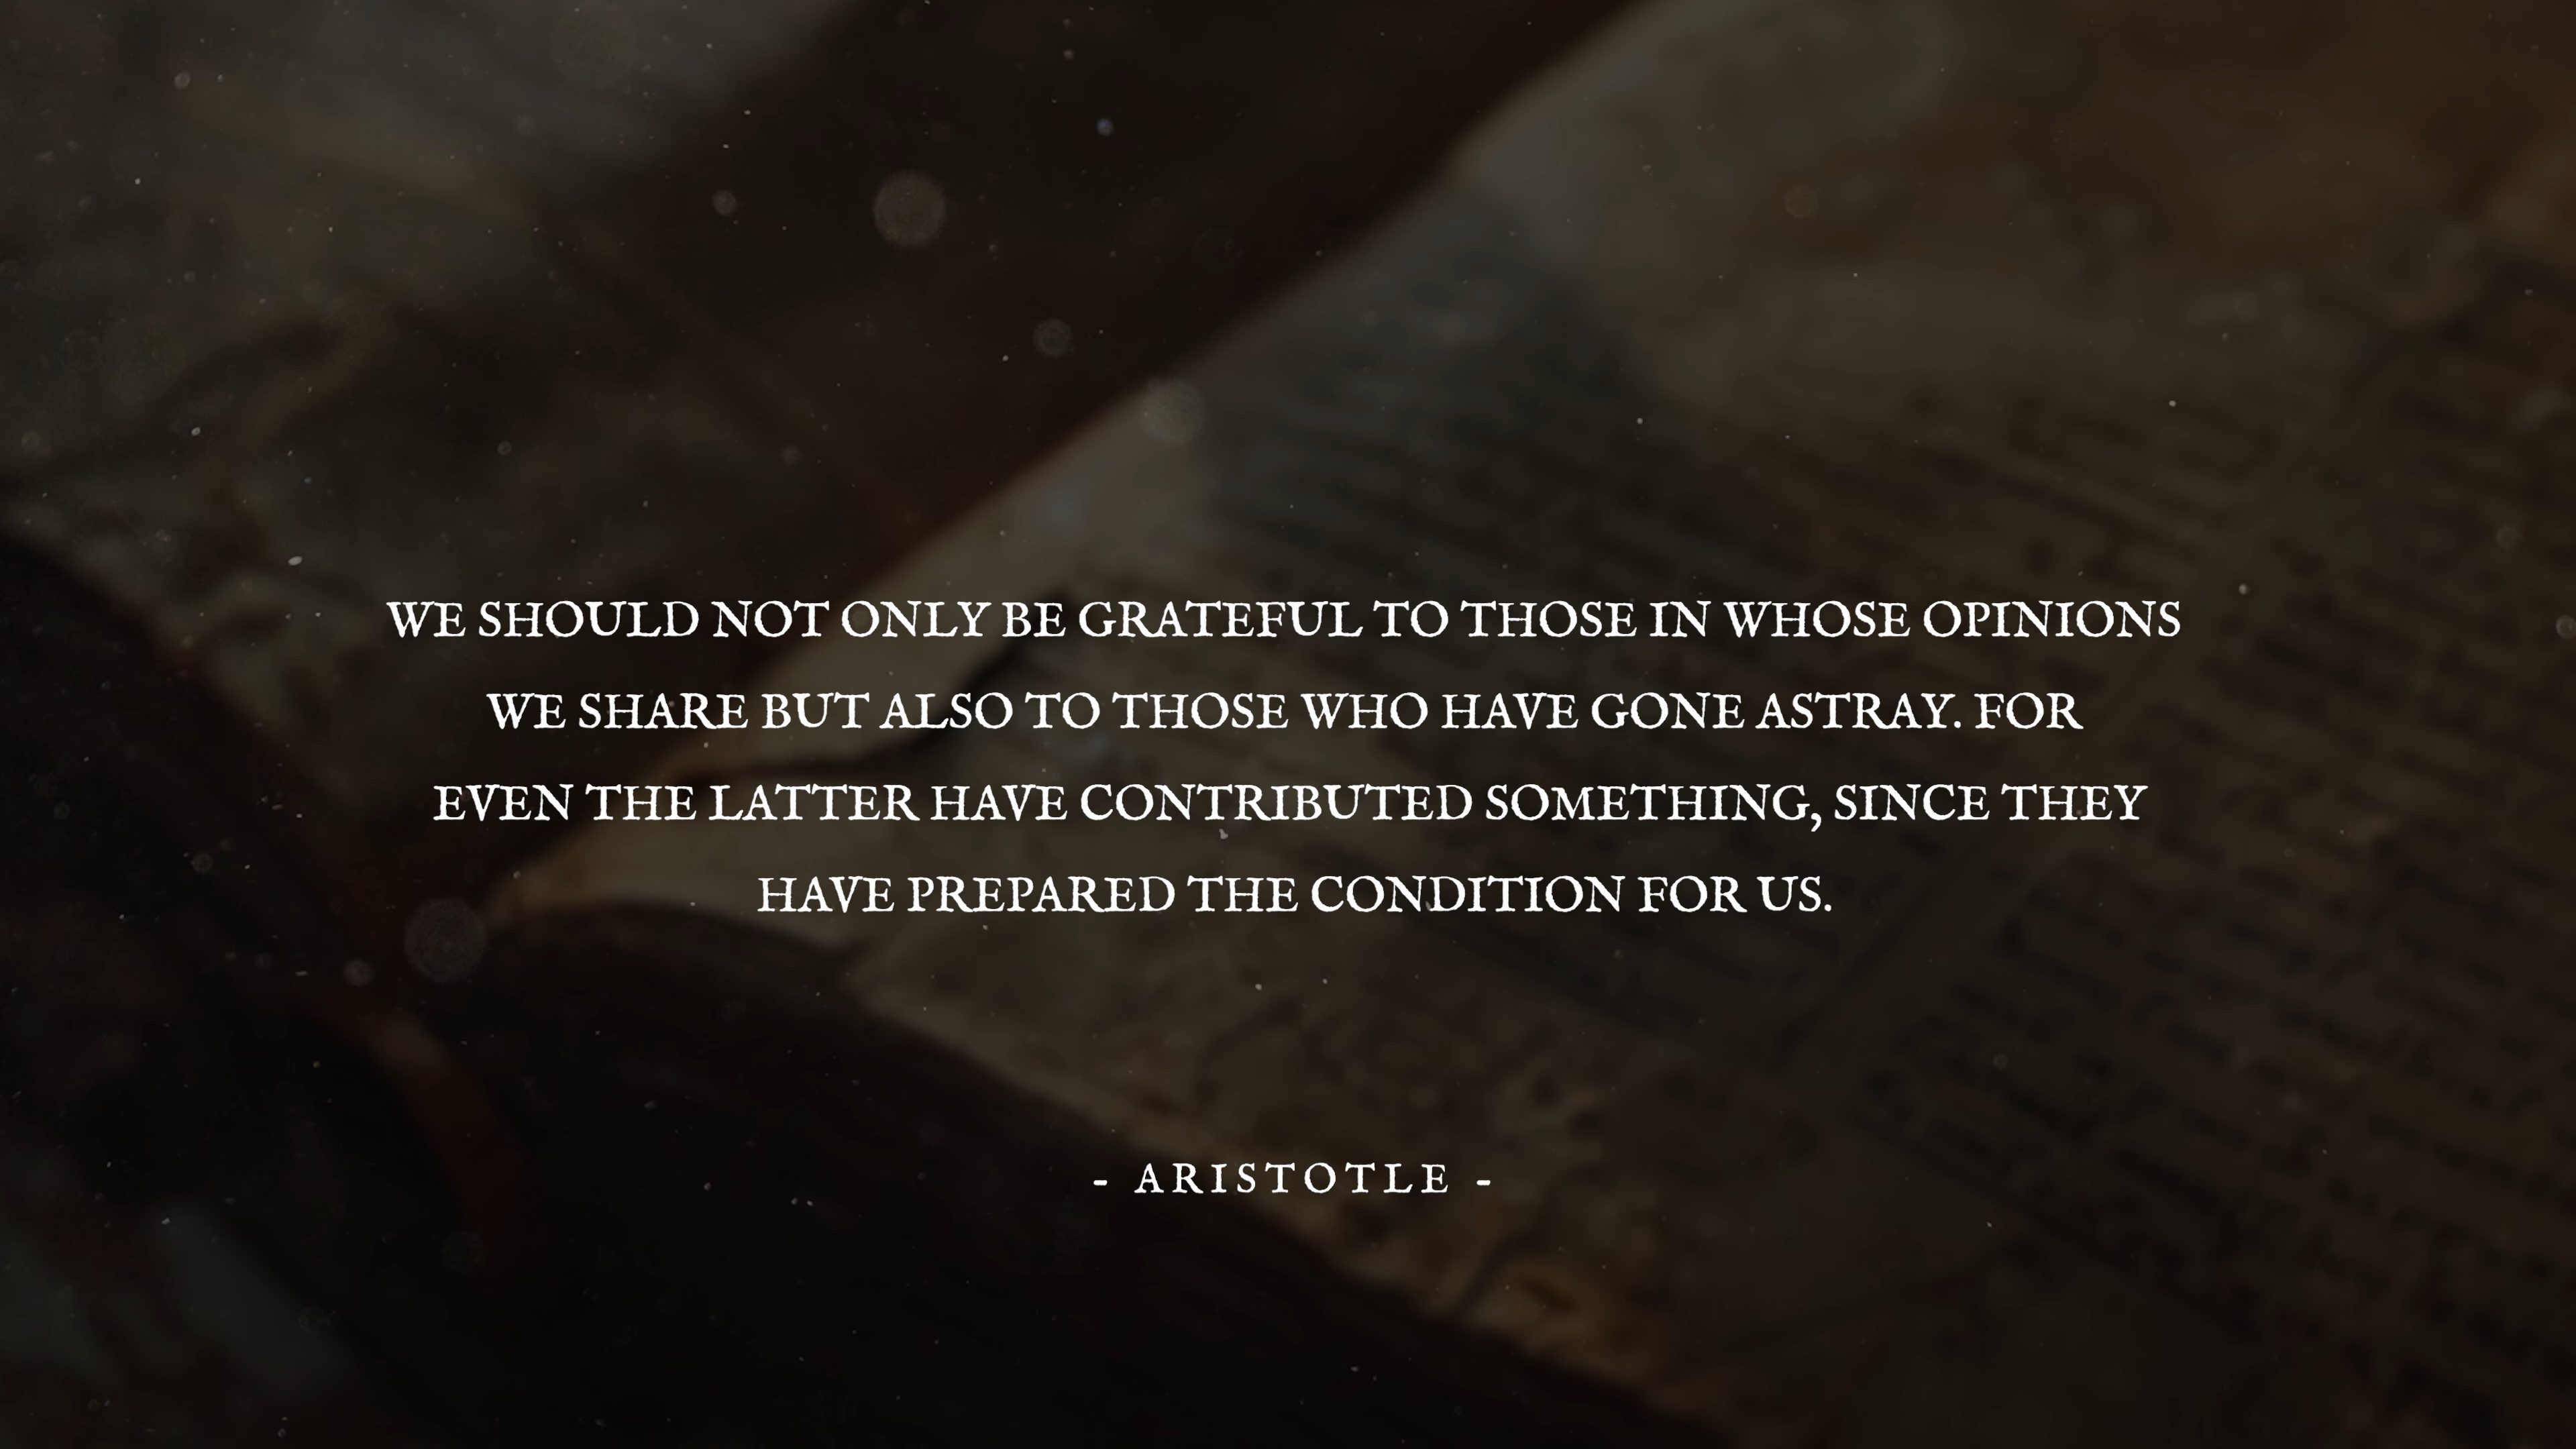 WE SHOULD NOT ONLY BE GRATEFUL TO THOSE IN WHOSE OPINIONS
WE SHARE BUT ALSO TO THOSE WHO HAVE GONE ASTRAY. FOR
EVEN THE LATTER HAVE CONTRIBUTED SOMETHING, SINCE THEY
HAVE PREPARED THE CONDITION FOR US.
- ARISTOTLE -